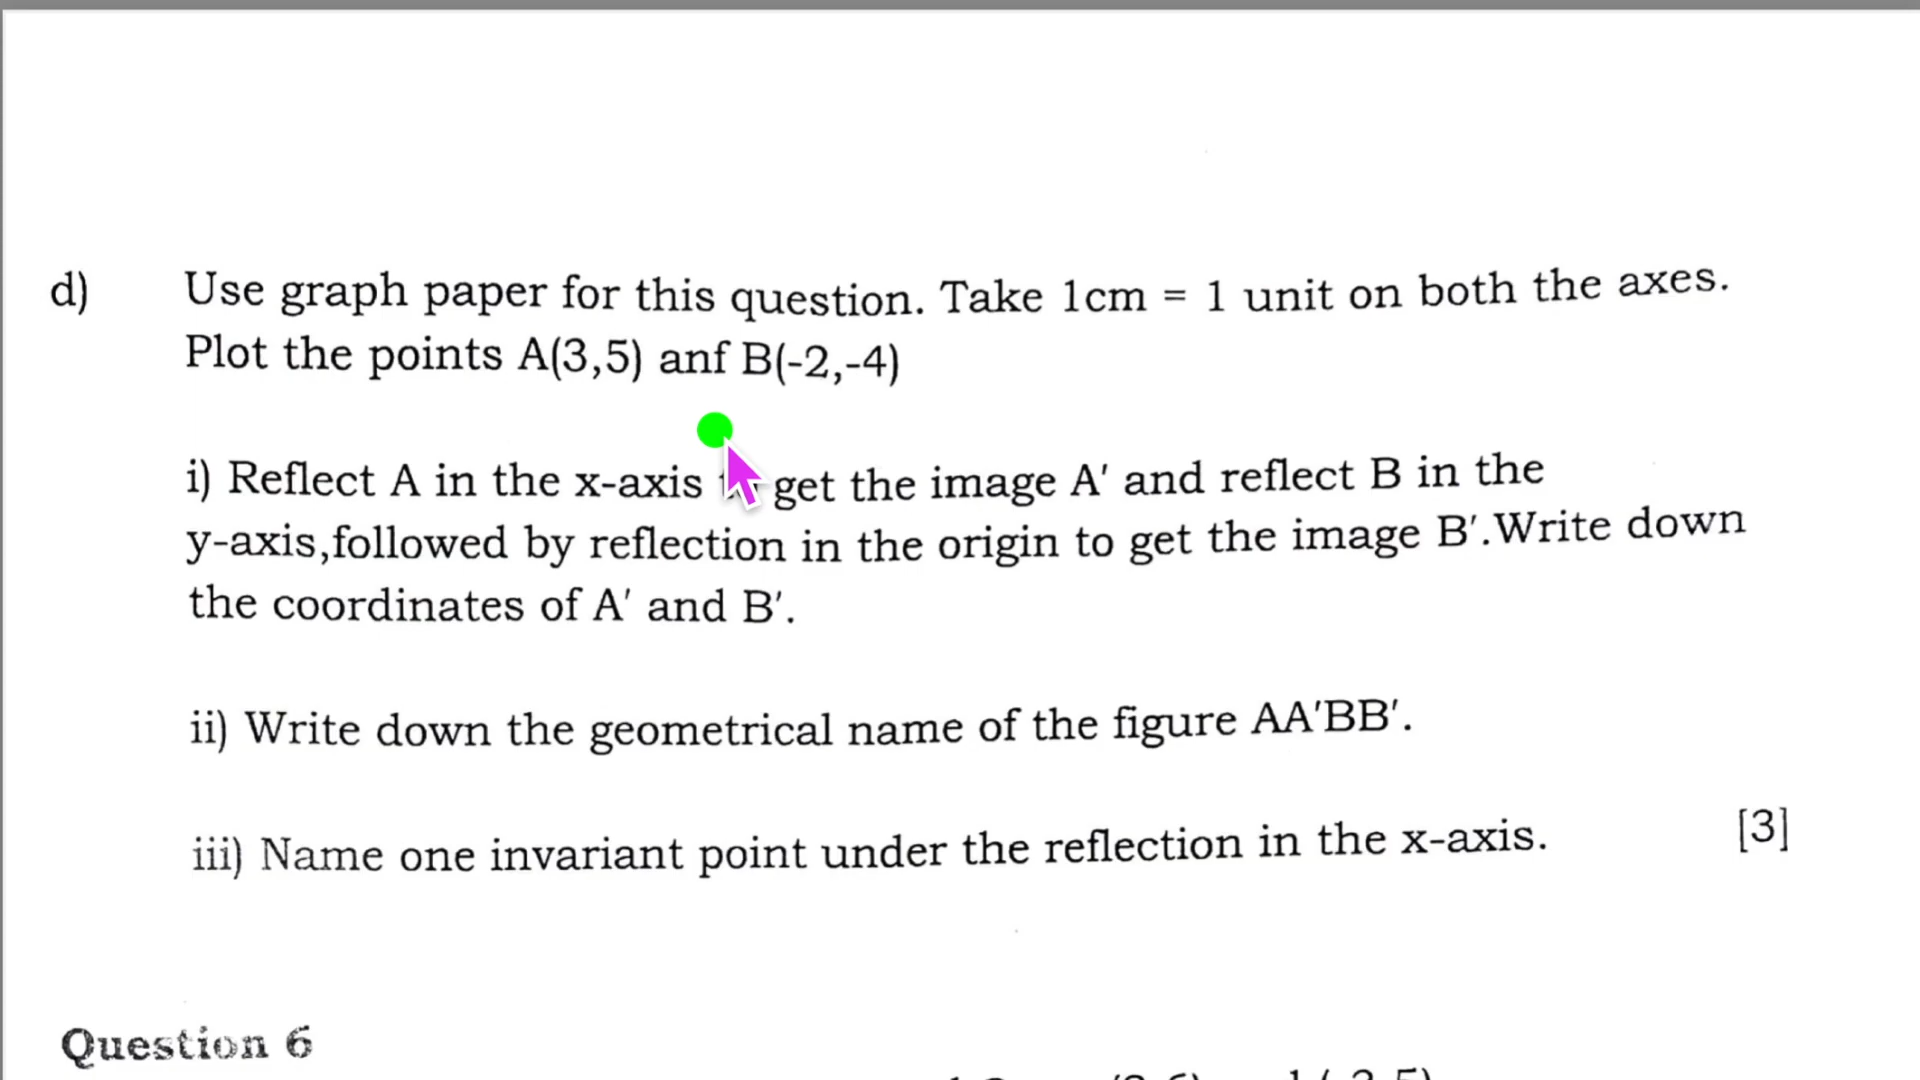 d) Use graph paper for this question. Take 1cm = 1 unit on both the axes.
Plot the points A(3,5) anf B(-2,-4)
i) Reflect A in the x-axis get the image A′ and reflect B in the
y-axis,followed by reflection in the origin to get the image B′.Write down
the coordinates of A′ and B′.
ii) Write down the geometrical name of the figure AA′BB′.
iii) Name one invariant point under the reflection in the x-axis. [3]
Question 6